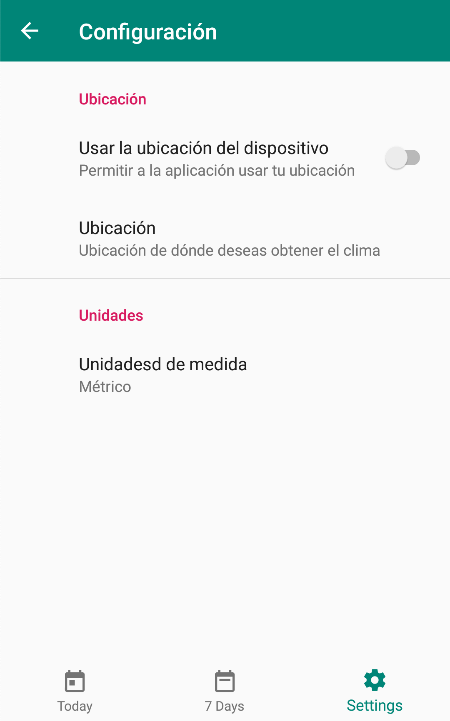 Configuración
Ubicación
Usar la ubicación del dispositivo
Permitir a la aplicación usar tu ubicación
Ubicación
Ubicación de dónde deseas obtener el clima
Unidades
Unidadesd de medida
Métrico
Today
7 Days
Settings